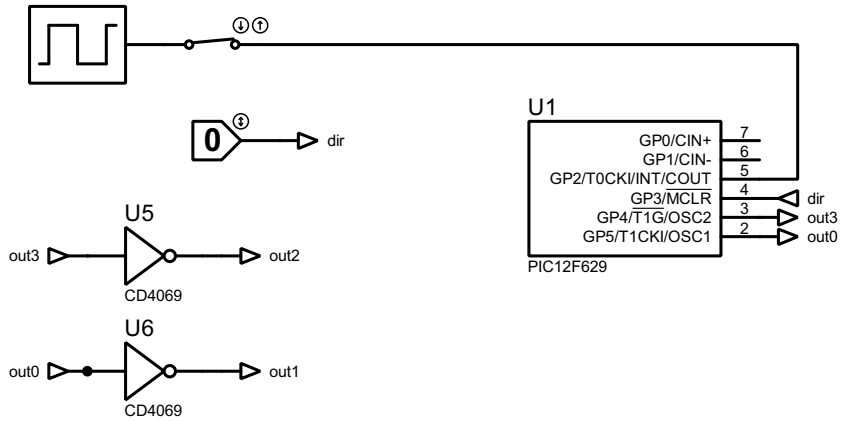 0
dir
U1
GP0/CIN+ 7
GP1/CIN- 6
GP2/T0CKI/INT/COUT 5
GP3/MCLR 4 dir
GP4/T1G/OSC2 3 out3
GP5/T1CKI/OSC1 2 out0
PIC12F629
U5
out3 out2
CD4069
U6
out0 out1
CD4069